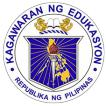 KAGAWARAN NG EDUKASYON
REPUBLIKA NG PILIPINAS